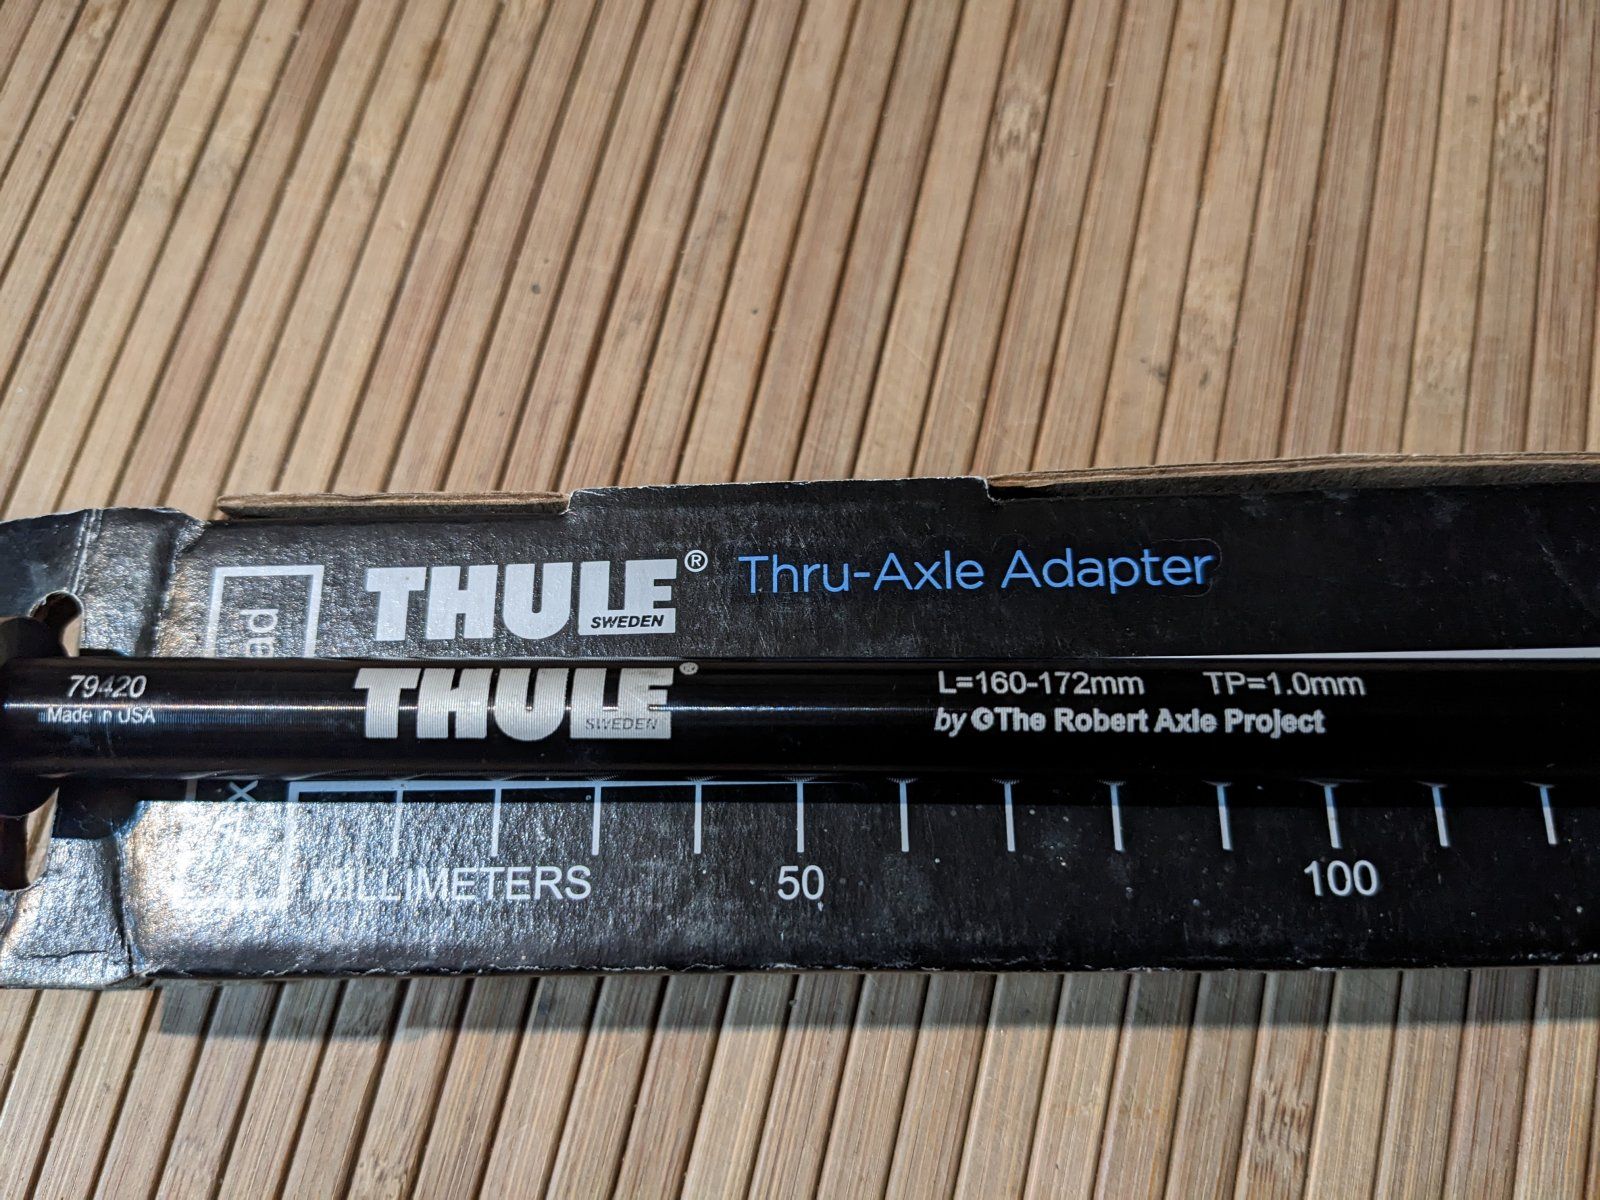 THULE® Thru-Axle Adapter
SWEDEN
79420
Made in USA
THULE®
SWEDEN
L=160-172mm TP=1.0mm
by The Robert Axle Project
MILLIMETERS 50 100